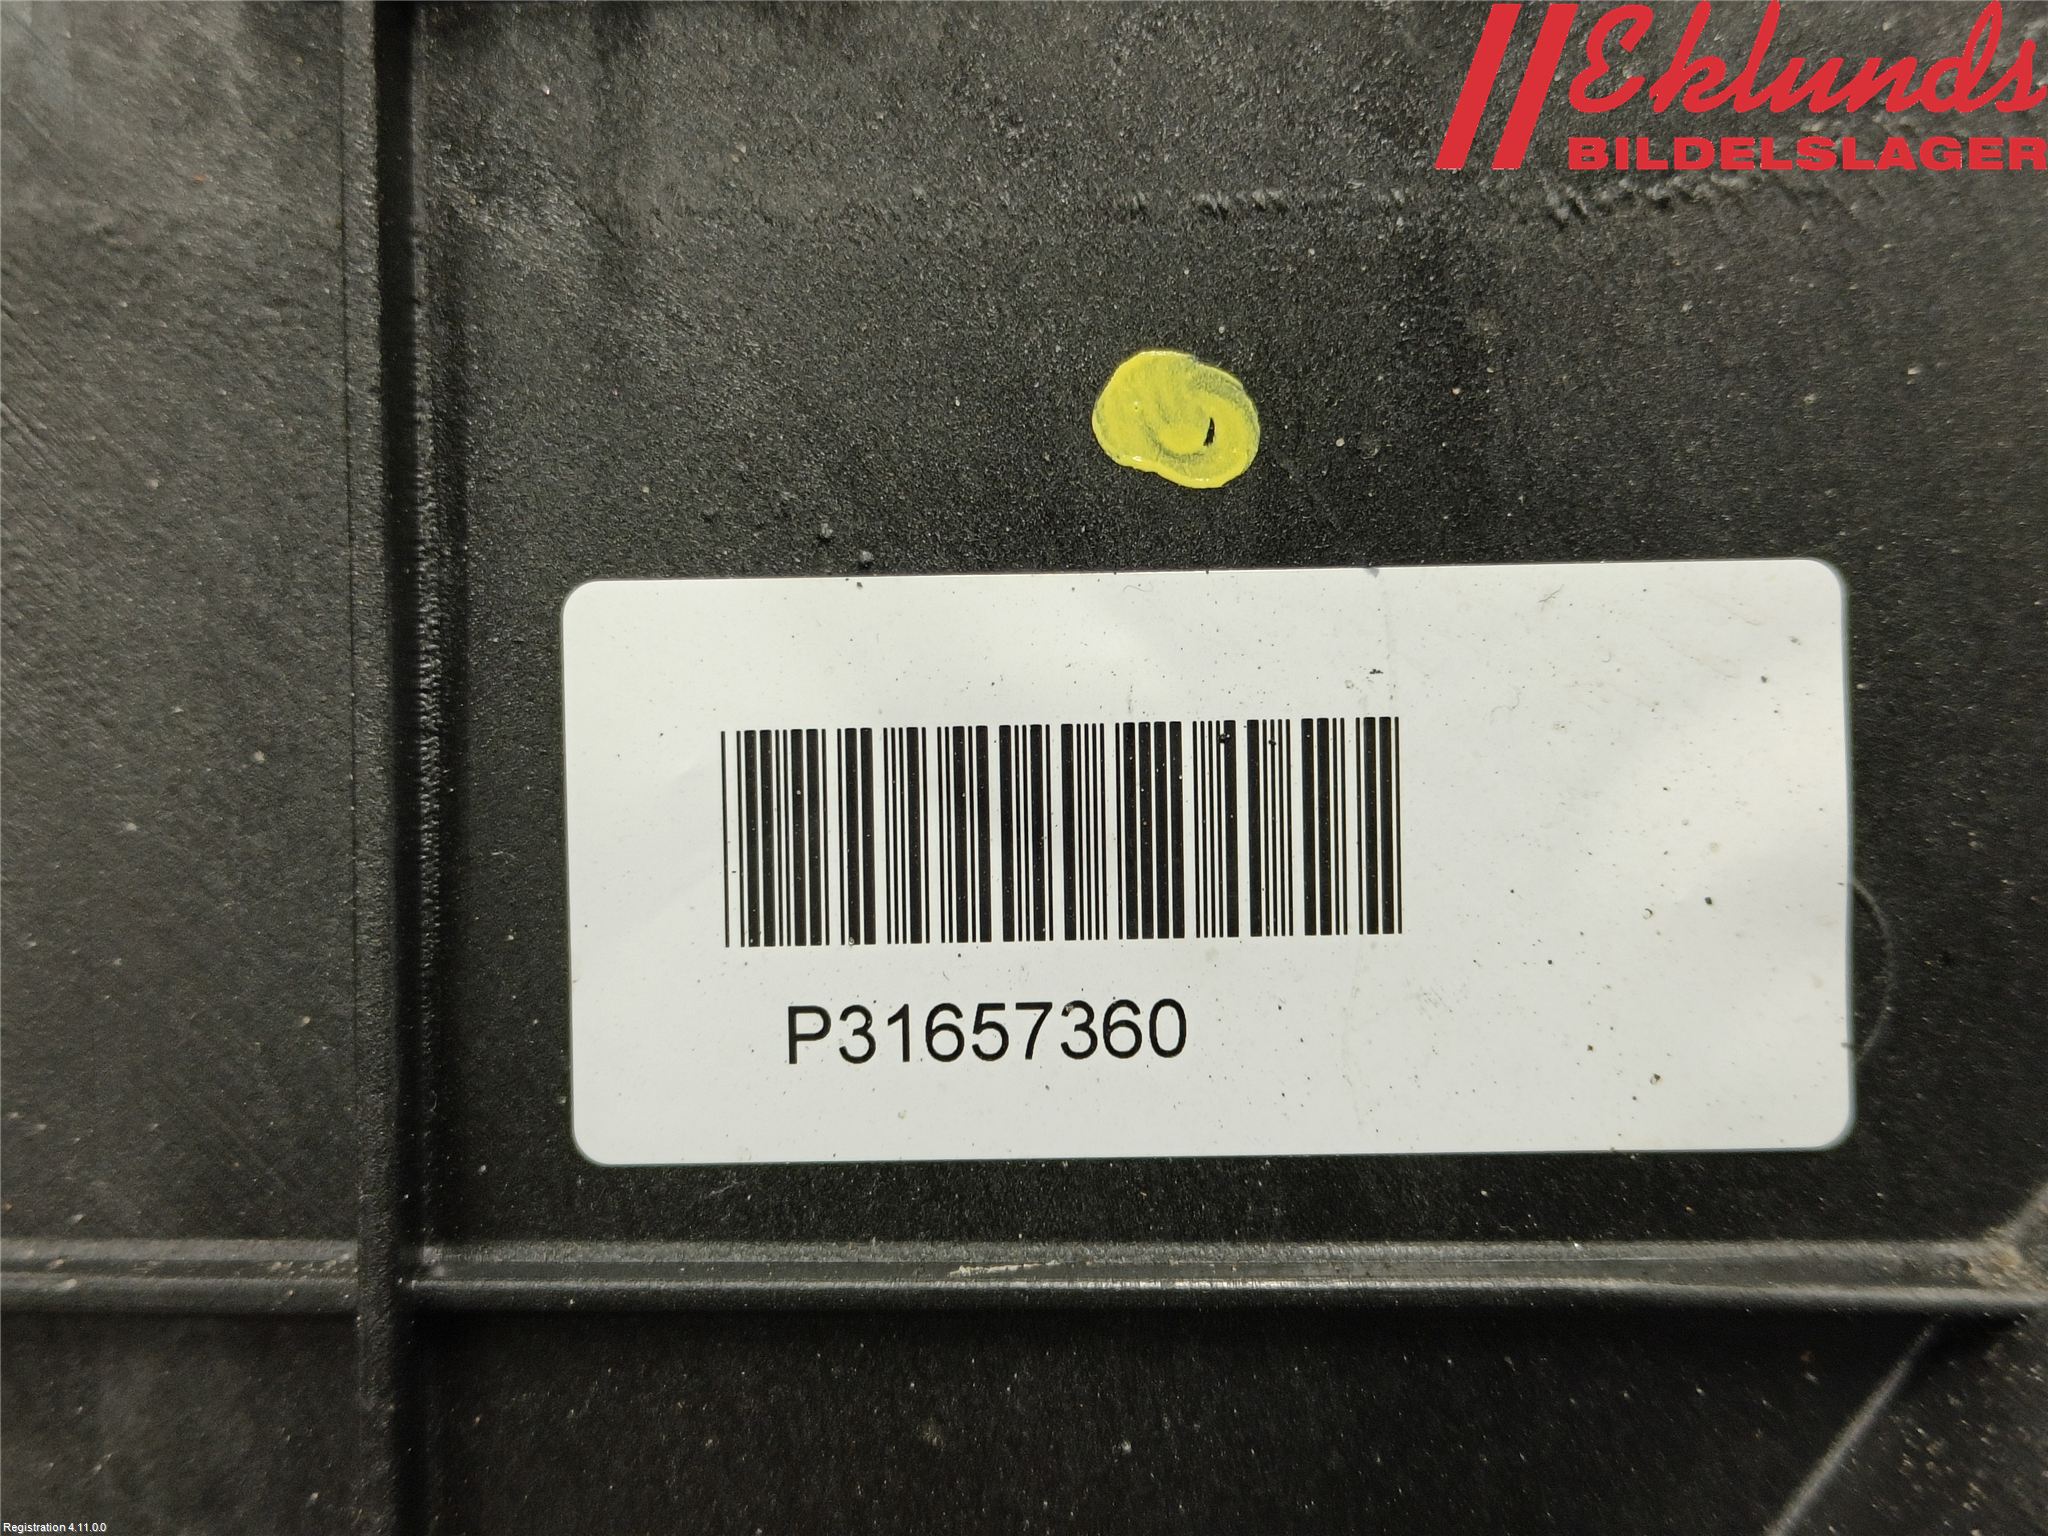 Eklunds
BILDELSLAGER
P31657360
Registration 4.11.0.0